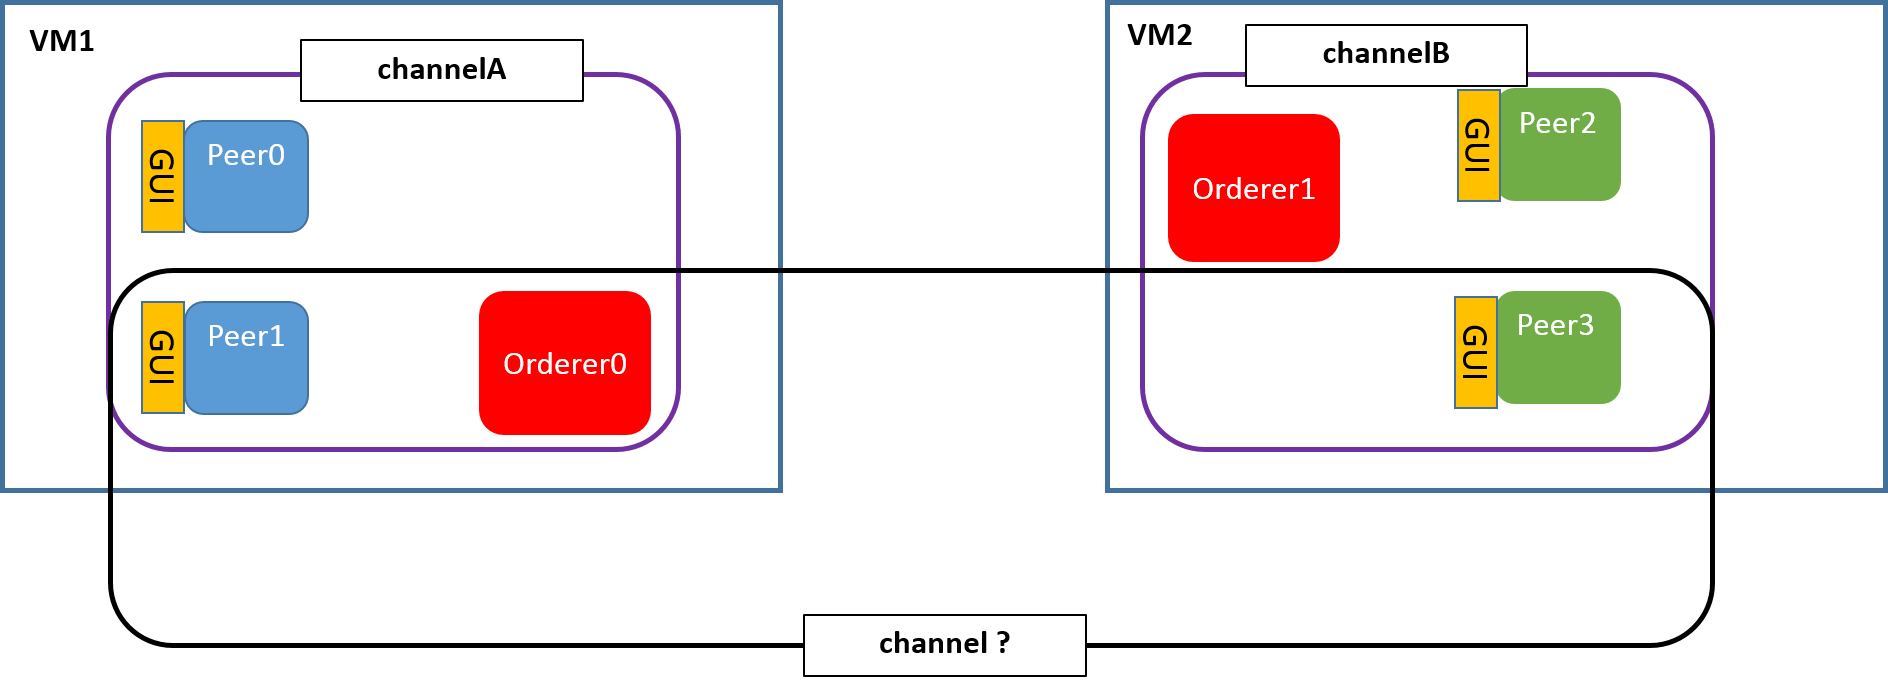 VM1
channelA
GUI
Peer0
GUI
Peer1
Orderer0
VM2
channelB
Orderer1
GUI
Peer2
GUI
Peer3
channel ?